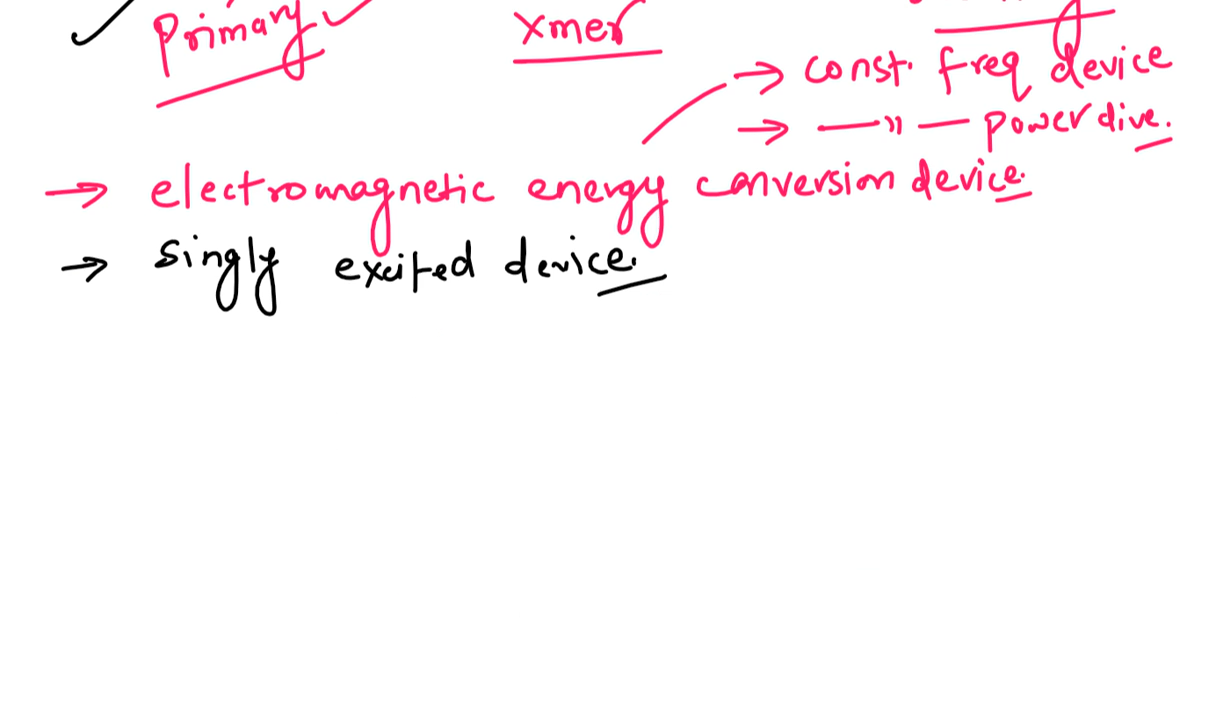 Primary
xmer
→ const. freq device
→ —〃— power dive.
→ electromagnetic energy conversion device.
→ singly excited device.